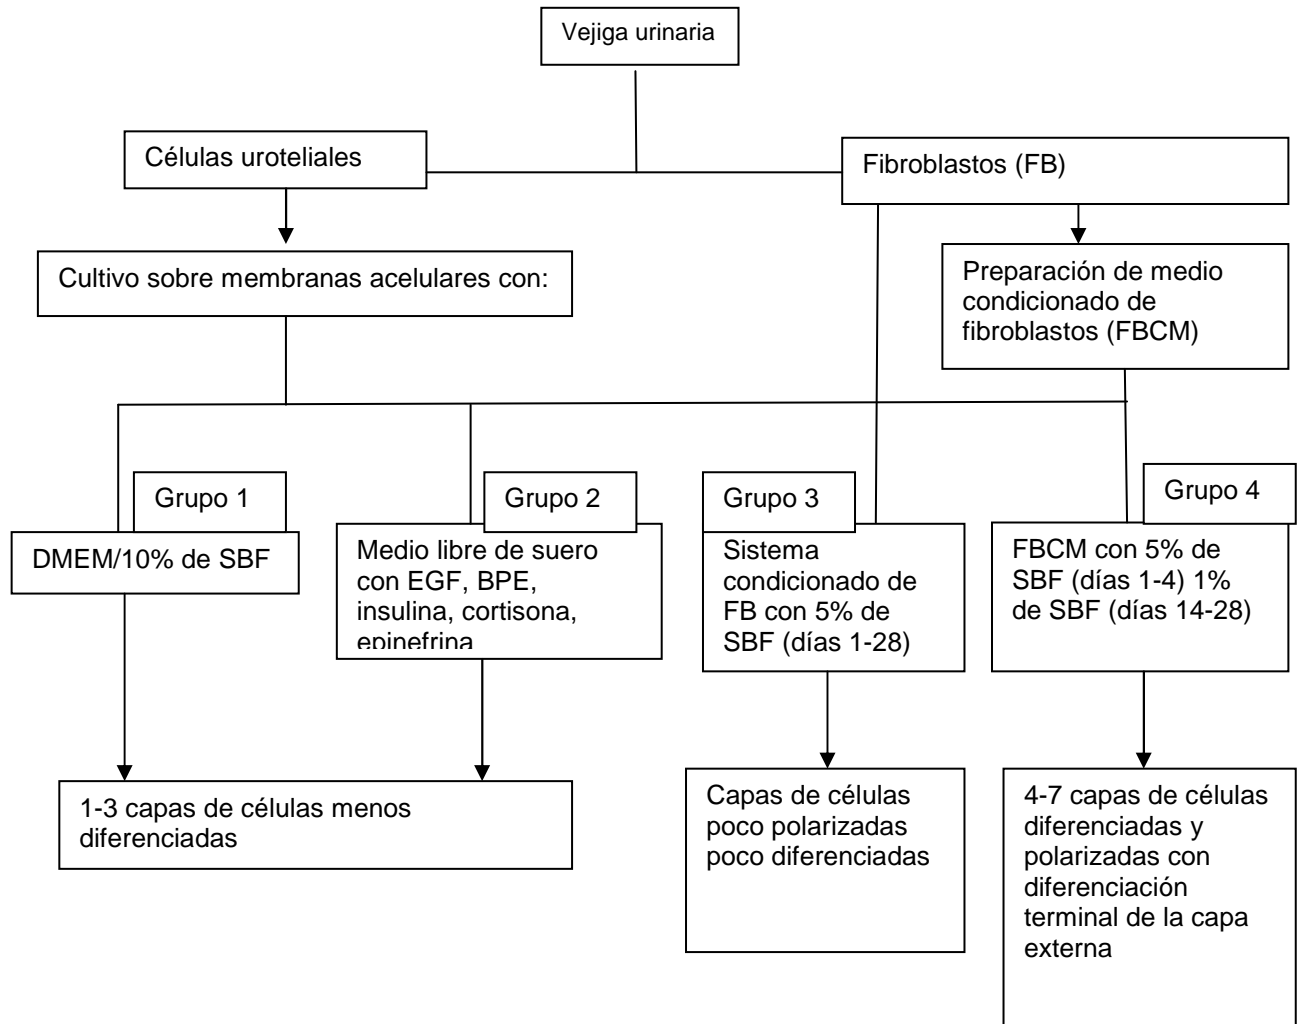 Vejiga urinaria
Células uroteliales
Fibroblastos (FB)
Cultivo sobre membranas acelulares con:
Preparación de medio
condicionado de
fibroblastos (FBCM)
Grupo 1
DMEM/10% de SBF
Grupo 2
Medio libre de suero
con EGF, BPE,
insulina, cortisona,
epinefrina
Grupo 3
Sistema
condicionado de
FB con 5% de
SBF (días 1-28)
Grupo 4
FBCM con 5% de
SBF (días 1-4) 1%
de SBF (días 14-28)
1-3 capas de células menos
diferenciadas
Capas de células
poco polarizadas
poco diferenciadas
4-7 capas de células
diferenciadas y
polarizadas con
diferenciación
terminal de la capa
externa